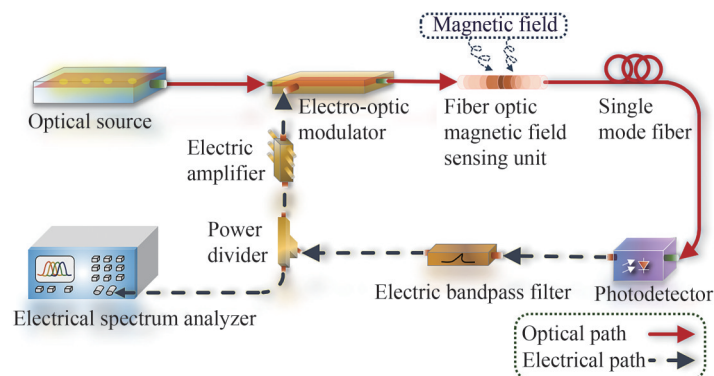 Magnetic field
Optical source
Electro-optic
modulator
Fiber optic
magnetic field
sensing unit
Single
mode fiber
Electric
amplifier
Power
divider
Electrical spectrum analyzer
Electric bandpass filter
Photodetector
Optical path
Electrical path